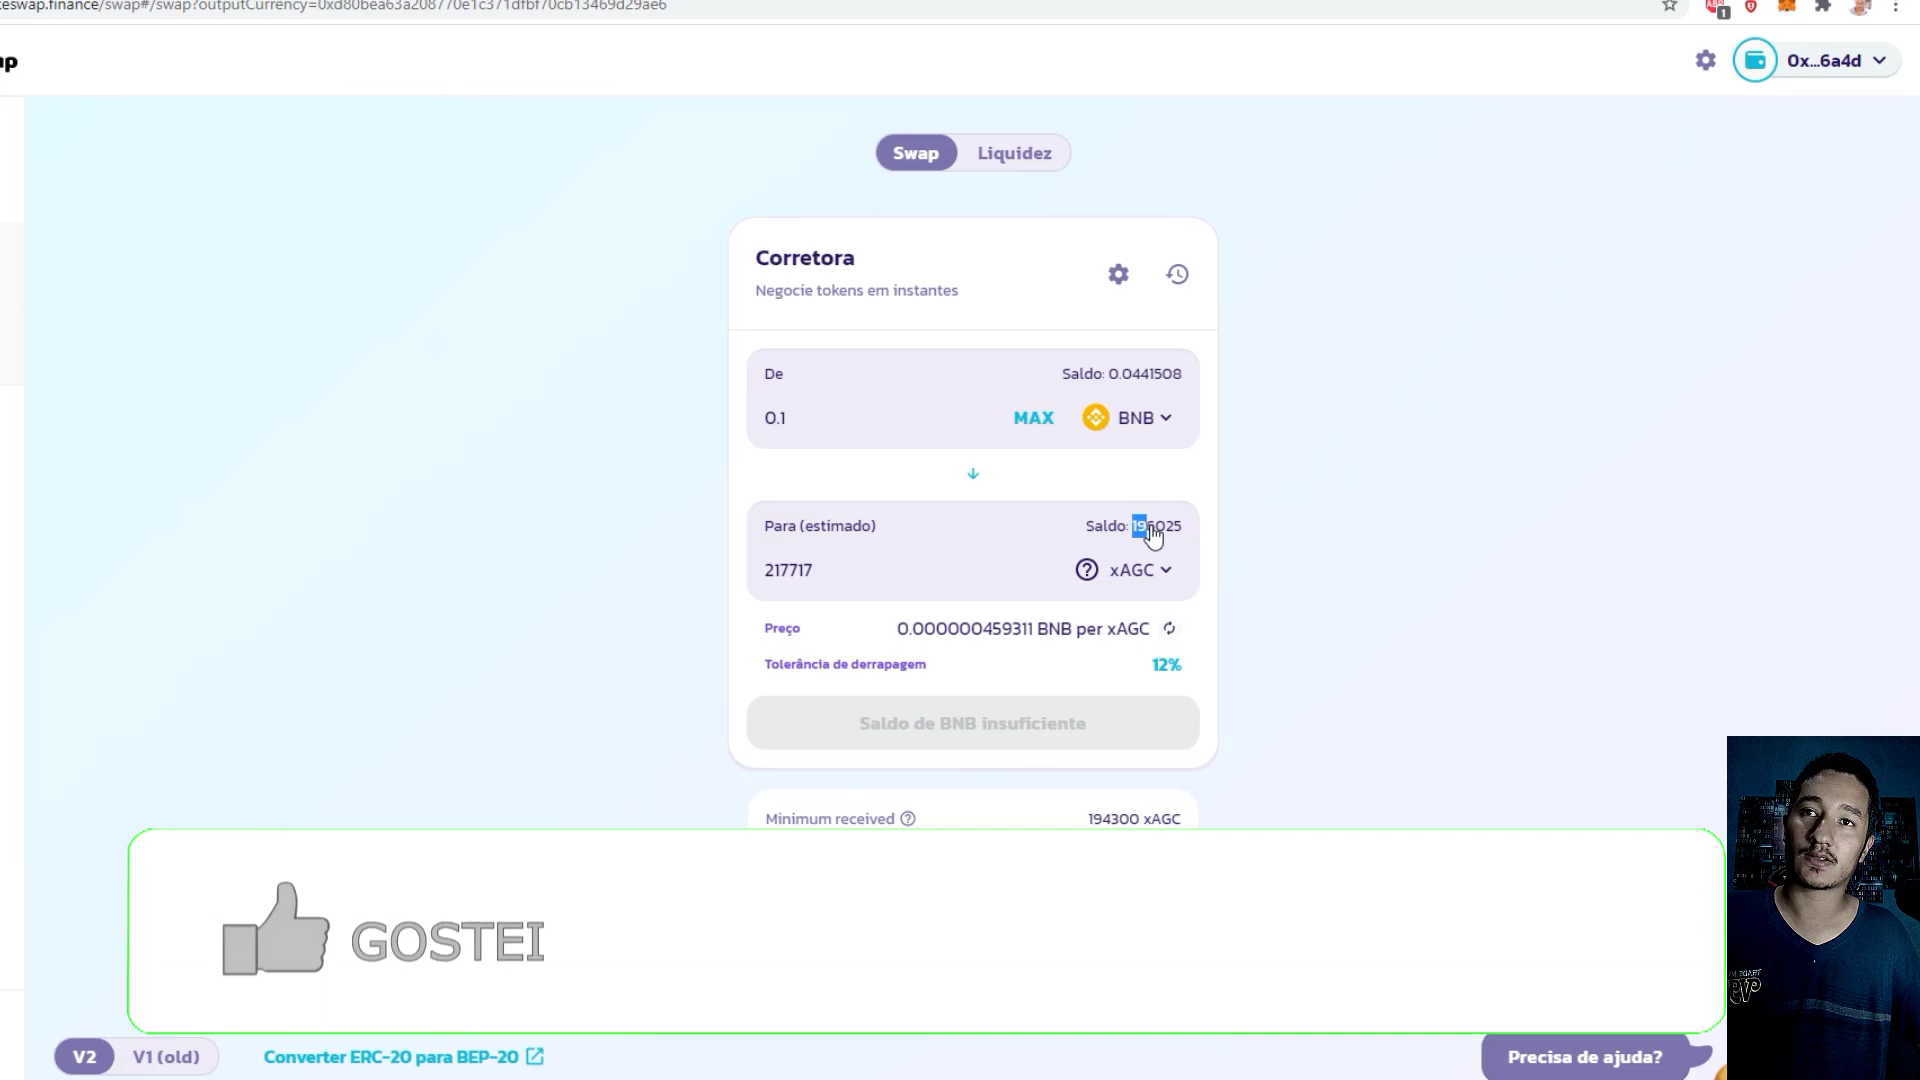 eswap.finance/swap#/swap?outputCurrency=0xd80bea63a208770e1c371dfbf70cb13469d29ae6
1
ap
0x...6a4d
Swap
Liquidez
Corretora
Negocie tokens em instantes
De
Saldo: 0.0441508
0.1
MAX
BNB
Para (estimado)
Saldo: 196025
217717
xAGC
Preço
0.000000459311 BNB per xAGC
Tolerância de derrapagem
12%
Saldo de BNB insuficiente
Minimum received
194300 xAGC
GOSTEI
V2
V1 (old)
Converter ERC-20 para BEP-20
Precisa de ajuda?